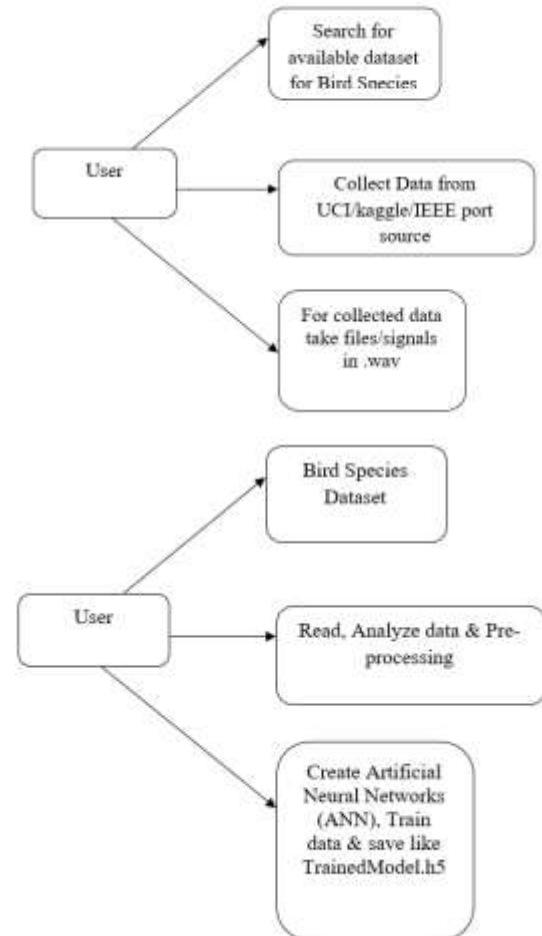 Search for
available dataset
for Bird Species
User
Collect Data from
UCI/kaggle/IEEE port
source
For collected data
take files/signals
in .wav
Bird Species
Dataset
User
Read, Analyze data & Pre-
processing
Create Artificial
Neural Networks
(ANN), Train
data & save like
TrainedModel.h5